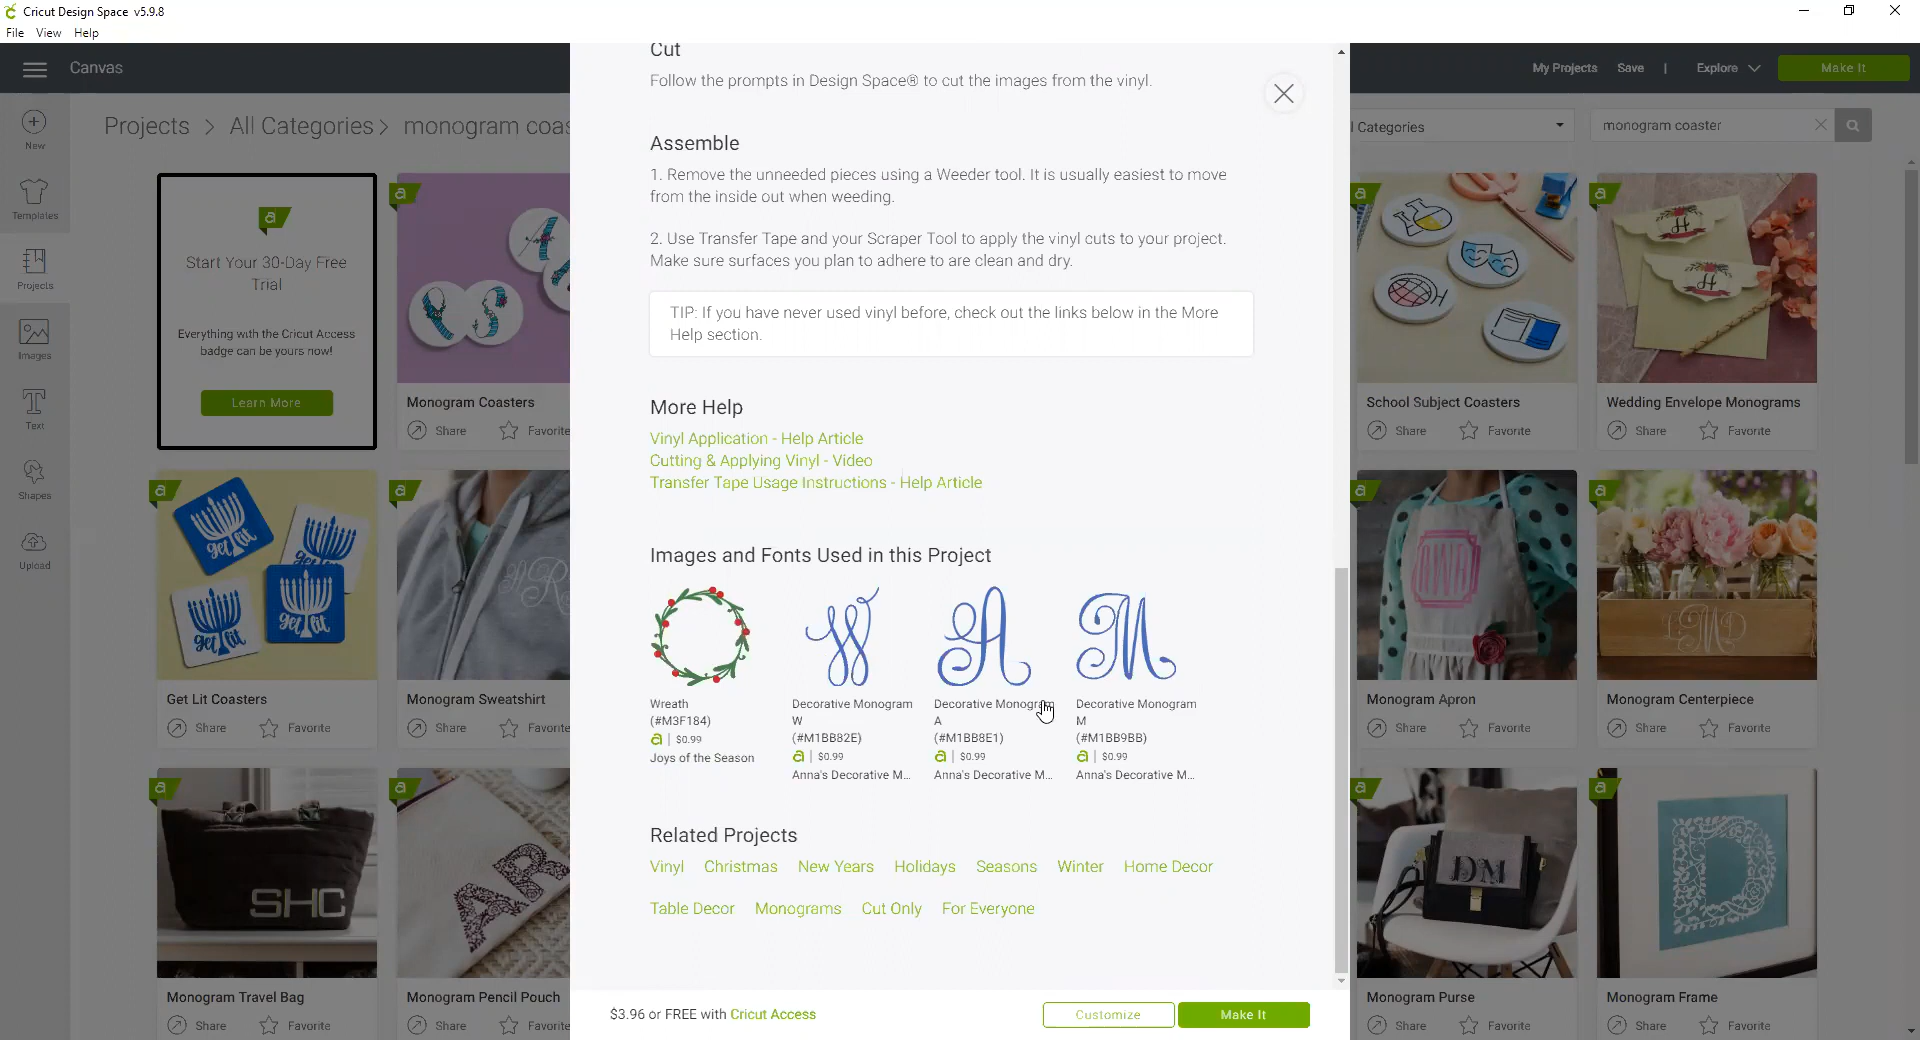 Cricut Design Space v5.9.8
File View Help
Canvas
My Projects Save | Explore Make It
New
Templates
Projects
Images
Text
Shapes
Upload
Projects > All Categories > monogram coas
l Categories
monogram coaster
a
Start Your 30-Day Free
Trial
Everything with the Cricut Access
badge can be yours now!
Learn More
a
Monogram Coasters
Share Favorite
a
School Subject Coasters
Share Favorite
a
H
H
Wedding Envelope Monograms
Share Favorite
a
get lit
get lit
get lit
Get Lit Coasters
Share Favorite
a
Monogram Sweatshirt
Share Favorite
a
Monogram Apron
Share Favorite
a
Monogram Centerpiece
Share Favorite
a
SHC
Monogram Travel Bag
Share Favorite
a
AR
Monogram Pencil Pouch
Share Favorite
a
DM
Monogram Purse
Share Favorite
a
D
Monogram Frame
Share Favorite
Cut
Follow the prompts in Design Space® to cut the images from the vinyl.
Assemble
1. Remove the unneeded pieces using a Weeder tool. It is usually easiest to move
from the inside out when weeding.
2. Use Transfer Tape and your Scraper Tool to apply the vinyl cuts to your project.
Make sure surfaces you plan to adhere to are clean and dry.
TIP: If you have never used vinyl before, check out the links below in the More
Help section.
More Help
Vinyl Application - Help Article
Cutting & Applying Vinyl - Video
Transfer Tape Usage Instructions - Help Article
Images and Fonts Used in this Project
W A M
Wreath
(#M3F184)
a | $0.99
Joys of the Season
Decorative Monogram
W
(#M1BB82E)
a | $0.99
Anna's Decorative M...
Decorative Monogram
A
(#M1BB8E1)
a | $0.99
Anna's Decorative M...
Decorative Monogram
M
(#M1BB9BB)
a | $0.99
Anna's Decorative M...
Related Projects
Vinyl Christmas New Years Holidays Seasons Winter Home Decor
Table Decor Monograms Cut Only For Everyone
$3.96 or FREE with Cricut Access
Customize
Make It